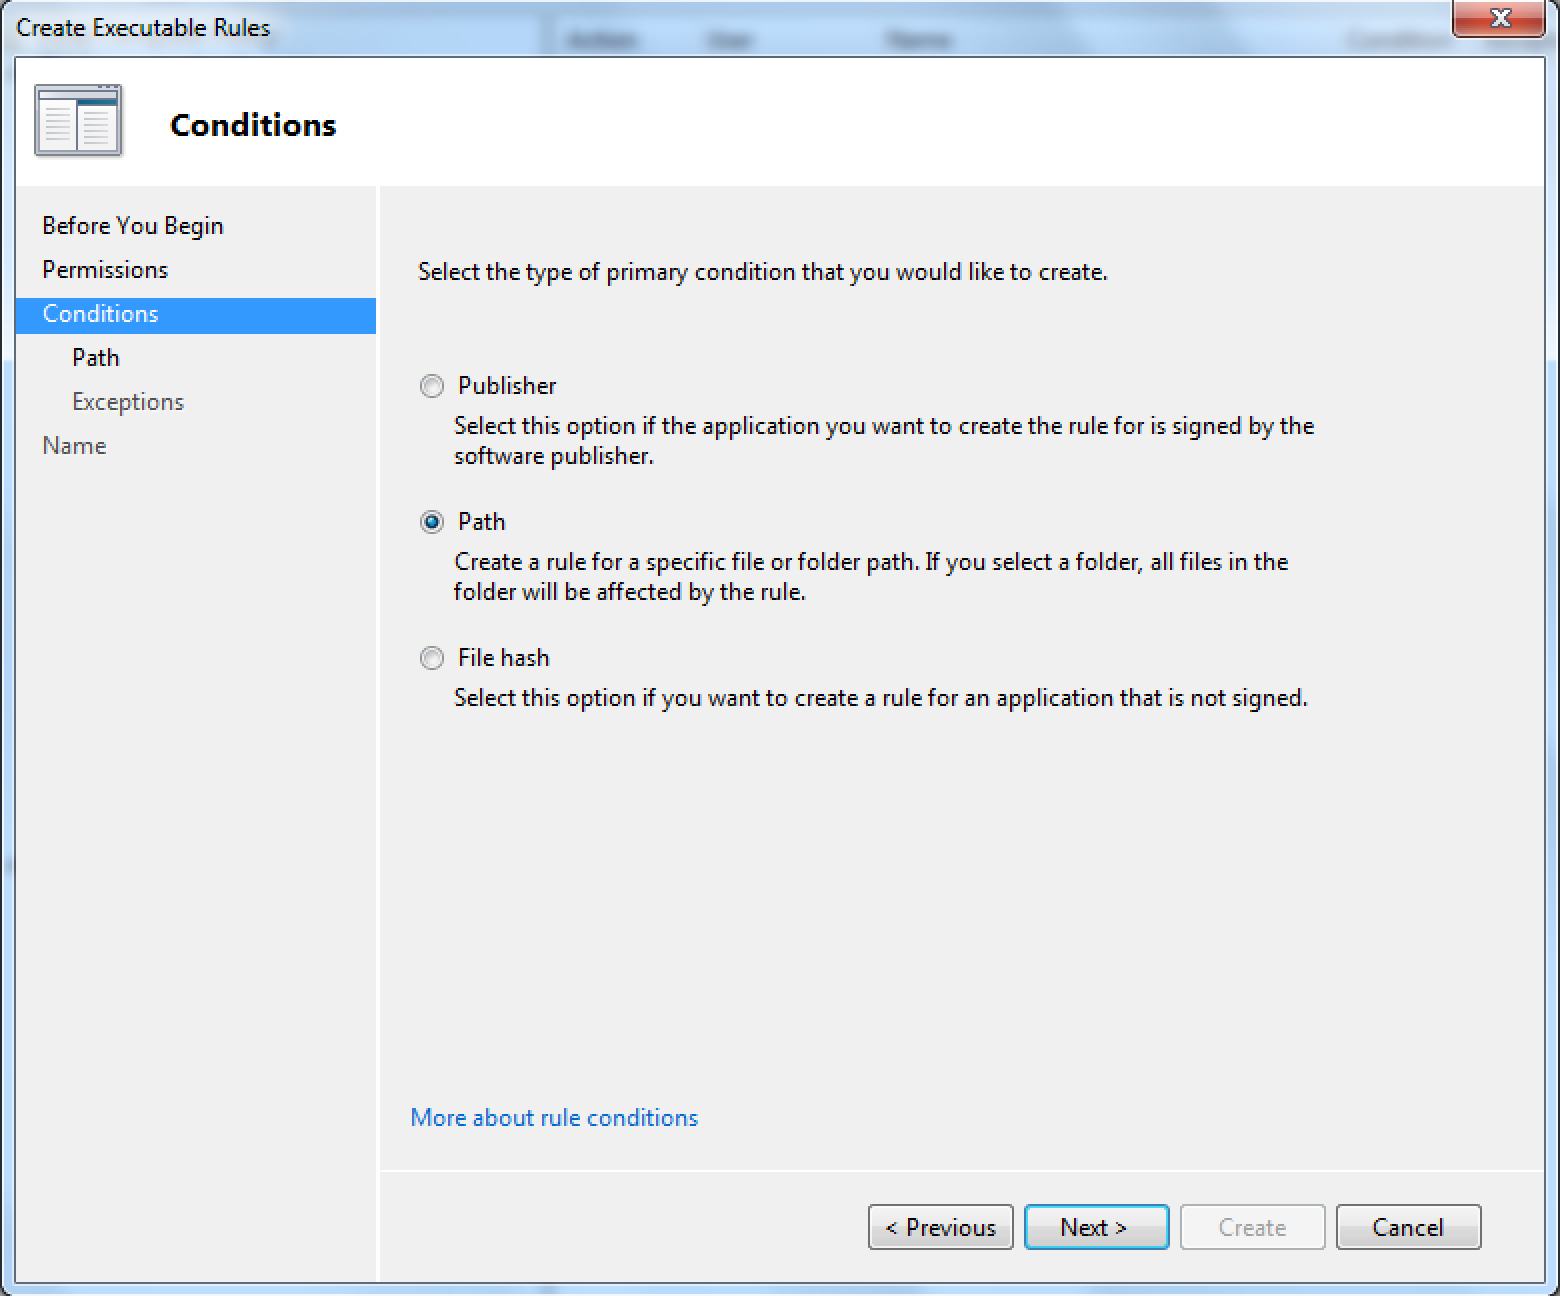 Create Executable Rules
Conditions
Before You Begin
Permissions
Conditions
Path
Exceptions
Name
Select the type of primary condition that you would like to create.
Publisher
Select this option if the application you want to create the rule for is signed by the
software publisher.
Path
Create a rule for a specific file or folder path. If you select a folder, all files in the
folder will be affected by the rule.
File hash
Select this option if you want to create a rule for an application that is not signed.
More about rule conditions
< Previous
Next >
Create
Cancel